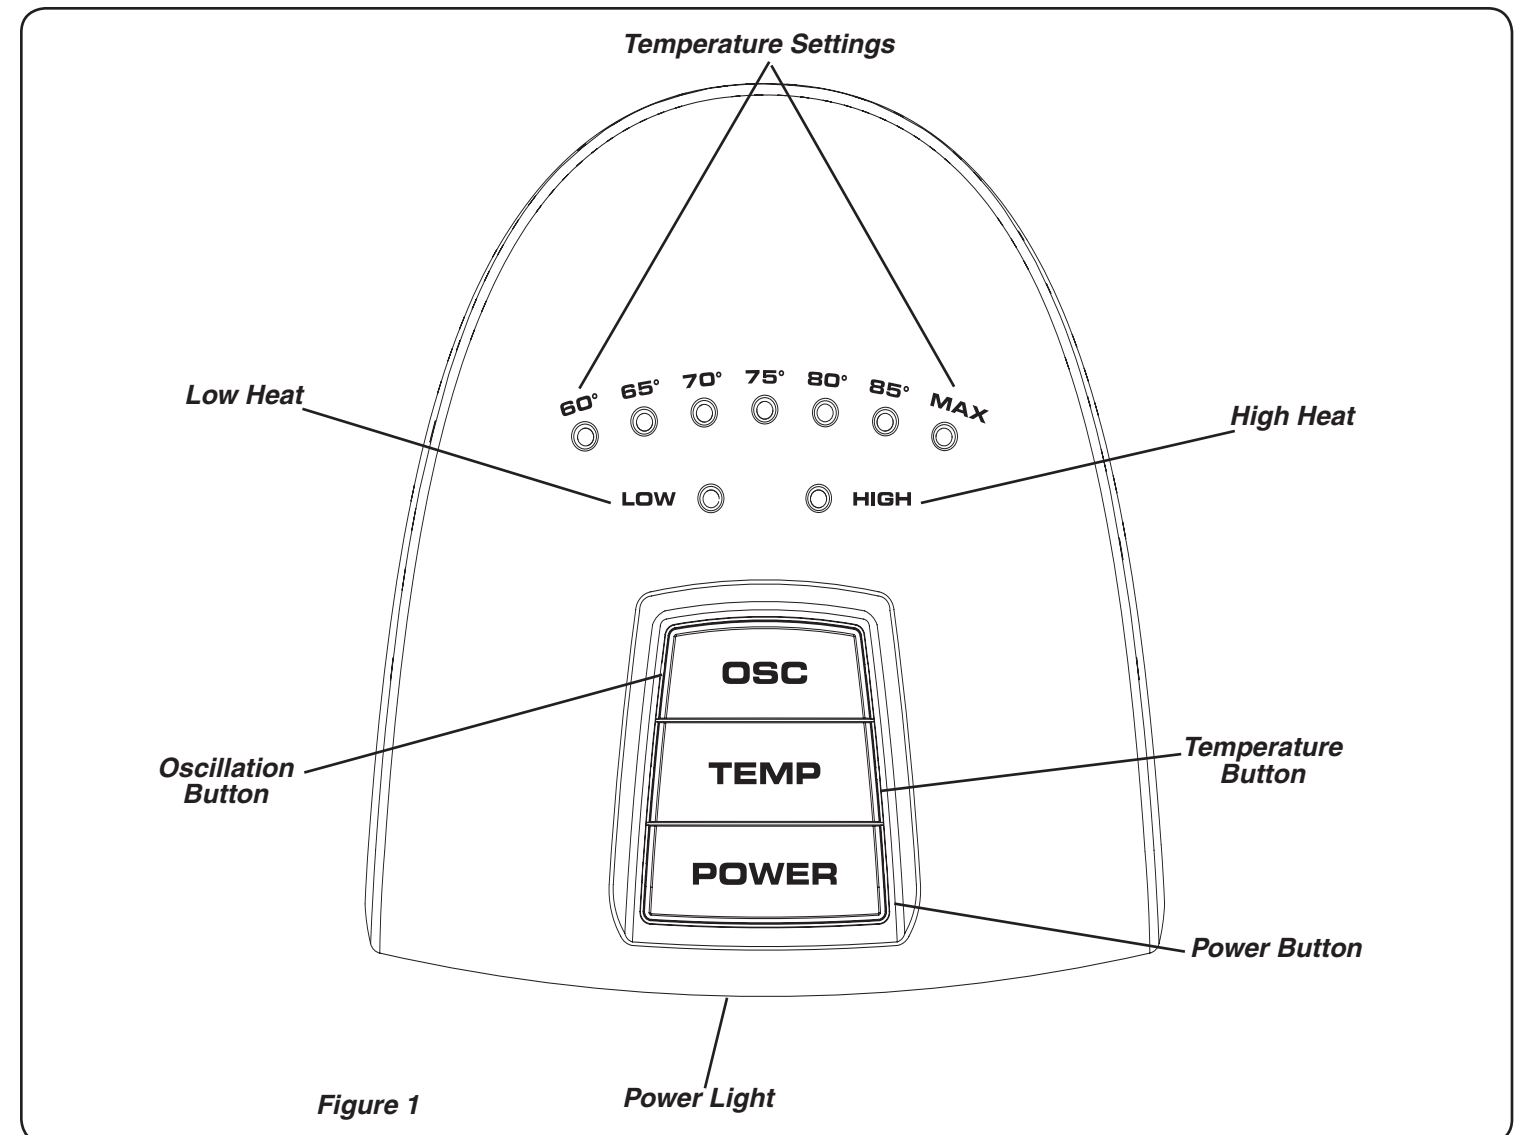 Temperature Settings
Low Heat
High Heat
60° 65° 70° 75° 80° 85° MAX
LOW HIGH
OSC
Oscillation
Button
TEMP
Temperature
Button
POWER
Power Button
Power Light
Figure 1